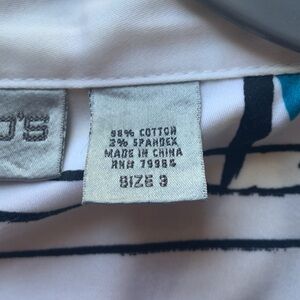 O'S
98% COTTON
2% SPANDEX
MADE IN CHINA
RN# 79984
SIZE 3